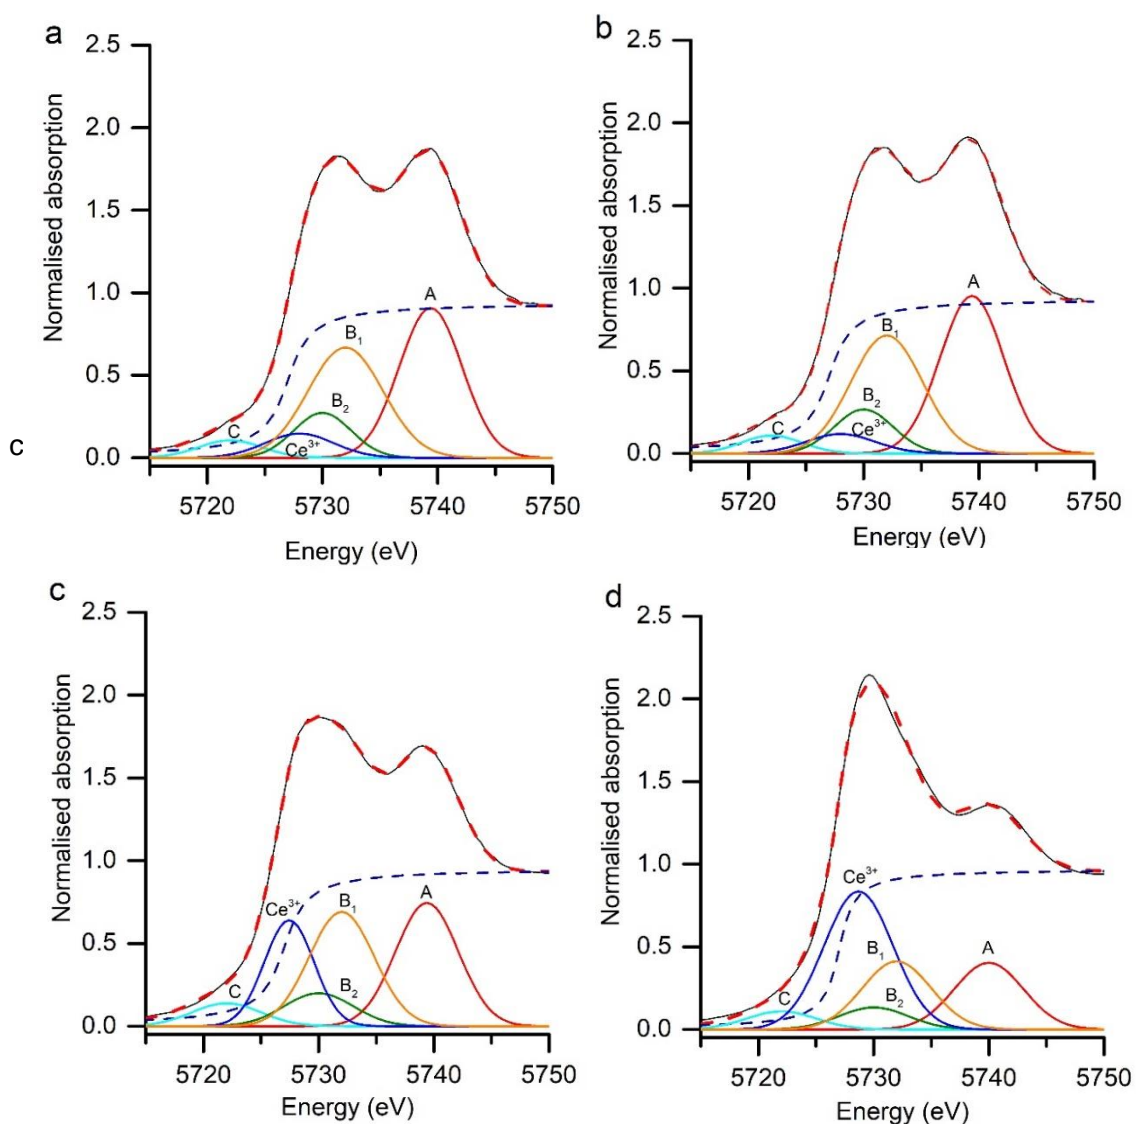 a
2.5
2.0
1.5
1.0
0.5
0.0
Normalised absorption
A
B₁
B₂
C
Ce³⁺
5720 5730 5740 5750
Energy (eV)
b
2.5
2.0
1.5
1.0
0.5
0.0
Normalised absorption
A
B₁
B₂
C
Ce³⁺
5720 5730 5740 5750
Energy (eV)
c
c
2.5
2.0
1.5
1.0
0.5
0.0
Normalised absorption
Ce³⁺
B₁
A
C
B₂
5720 5730 5740 5750
Energy (eV)
d
2.5
2.0
1.5
1.0
0.5
0.0
Normalised absorption
Ce³⁺
B₁
A
C
B₂
5720 5730 5740 5750
Energy (eV)